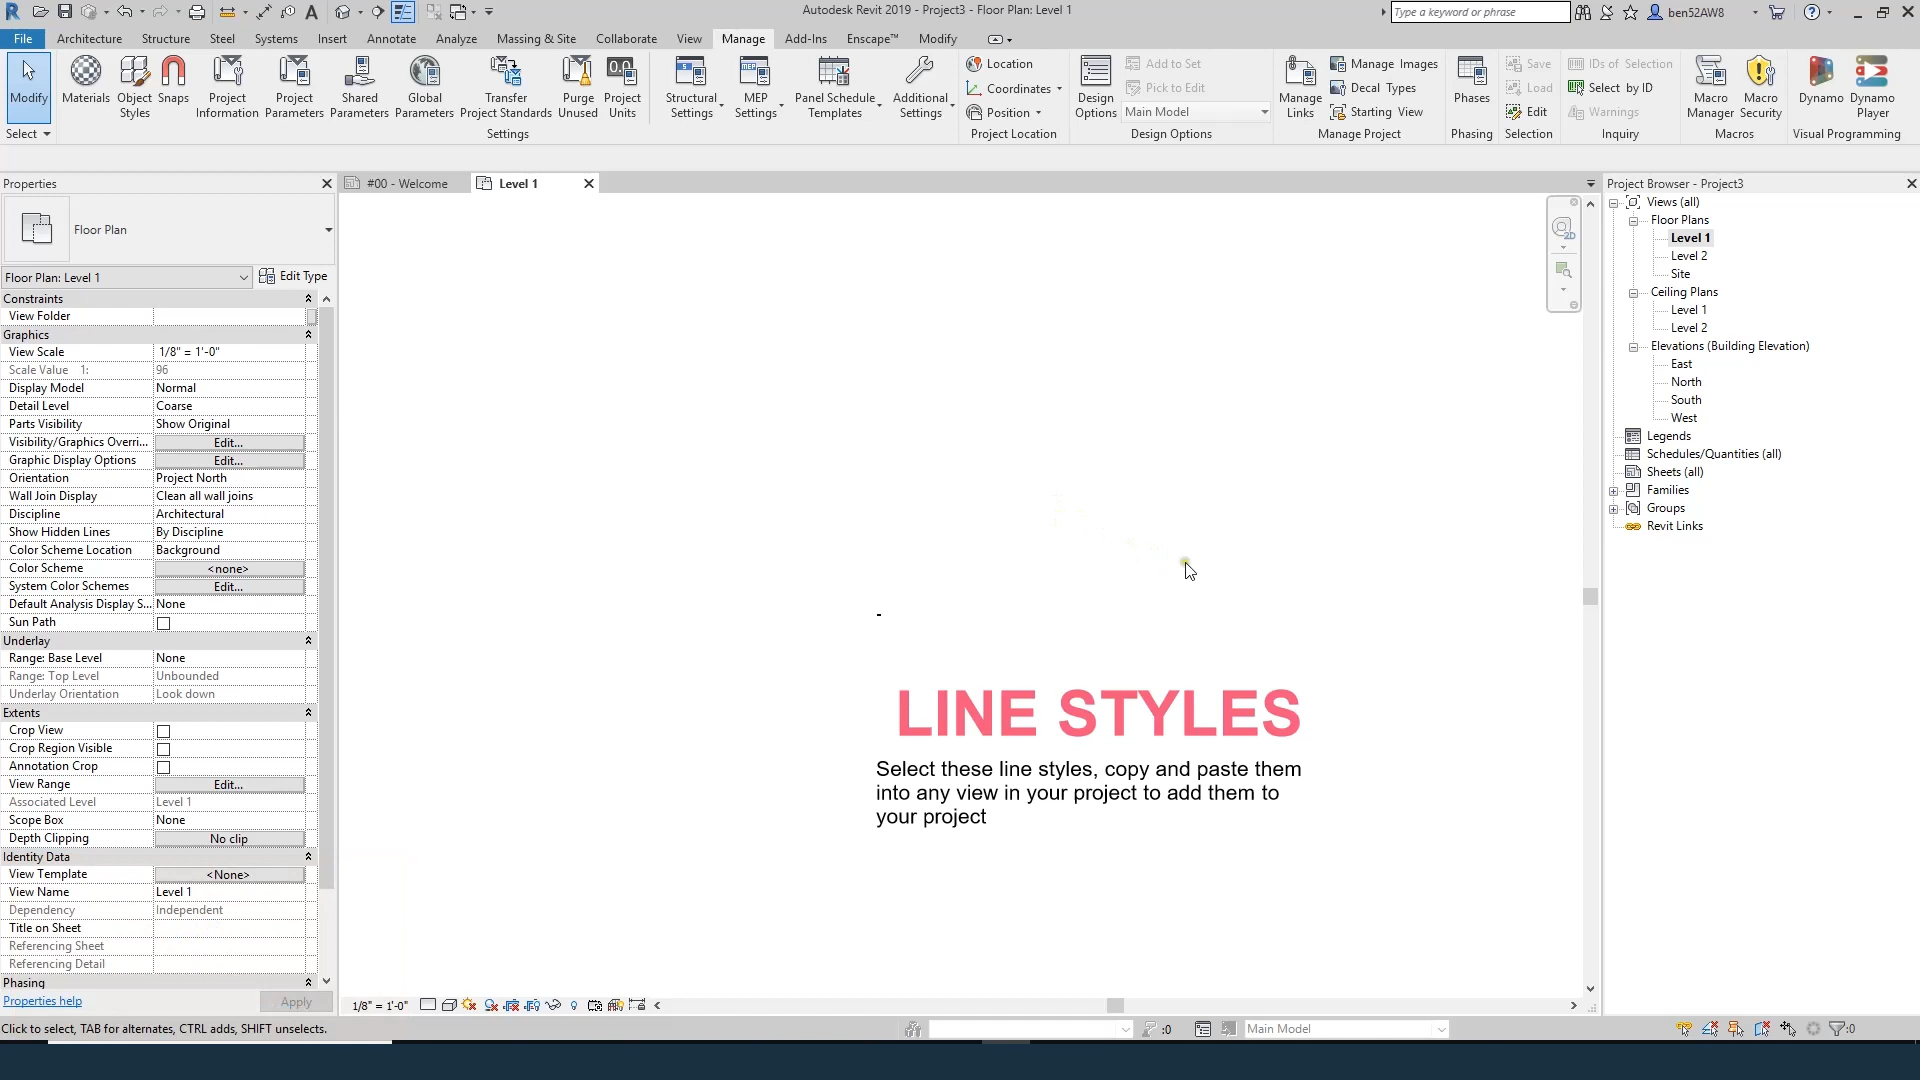 Autodesk Revit 2019 - Project3 - Floor Plan: Level 1
Type a keyword or phrase
ben52AW8
File Architecture Structure Steel Systems Insert Annotate Analyze Massing & Site Collaborate View Manage Add-Ins Enscape™ Modify
Modify
Materials
Object Styles
Snaps
Project Information
Project Parameters
Shared Parameters
Global Parameters
Transfer Project Standards
Purge Unused
Project Units
Structural Settings
MEP Settings
Panel Schedule Templates
Additional Settings
Location
Coordinates
Position
Design Options
Add to Set
Pick to Edit
Main Model
Manage Links
Manage Images
Decal Types
Starting View
Phases
Save
Load
Edit
IDs of Selection
Select by ID
Warnings
Macro Manager
Macro Security
Dynamo
Dynamo Player
Select Settings Project Location Design Options Manage Project Phasing Selection Inquiry Macros Visual Programming
Properties
#00 - Welcome
Level 1
Project Browser - Project3
Floor Plan
Floor Plan: Level 1
Edit Type
Constraints
View Folder
Graphics
View Scale 1/8" = 1'-0"
Scale Value 1: 96
Display Model Normal
Detail Level Coarse
Parts Visibility Show Original
Visibility/Graphics Overri... Edit...
Graphic Display Options Edit...
Orientation Project North
Wall Join Display Clean all wall joins
Discipline Architectural
Show Hidden Lines By Discipline
Color Scheme Location Background
Color Scheme <none>
System Color Schemes Edit...
Default Analysis Display S... None
Sun Path
Underlay
Range: Base Level None
Range: Top Level Unbounded
Underlay Orientation Look down
Extents
Crop View
Crop Region Visible
Annotation Crop
View Range Edit...
Associated Level Level 1
Scope Box None
Depth Clipping No clip
Identity Data
View Template <None>
View Name Level 1
Dependency Independent
Title on Sheet
Referencing Sheet
Referencing Detail
Phasing
Properties help
Apply
2D
LINE STYLES
Select these line styles, copy and paste them
into any view in your project to add them to
your project
Views (all)
Floor Plans
Level 1
Level 2
Site
Ceiling Plans
Level 1
Level 2
Elevations (Building Elevation)
East
North
South
West
Legends
Schedules/Quantities (all)
Sheets (all)
Families
Groups
Revit Links
1/8" = 1'-0"
Click to select, TAB for alternates, CTRL adds, SHIFT unselects.
:0
Main Model
:0